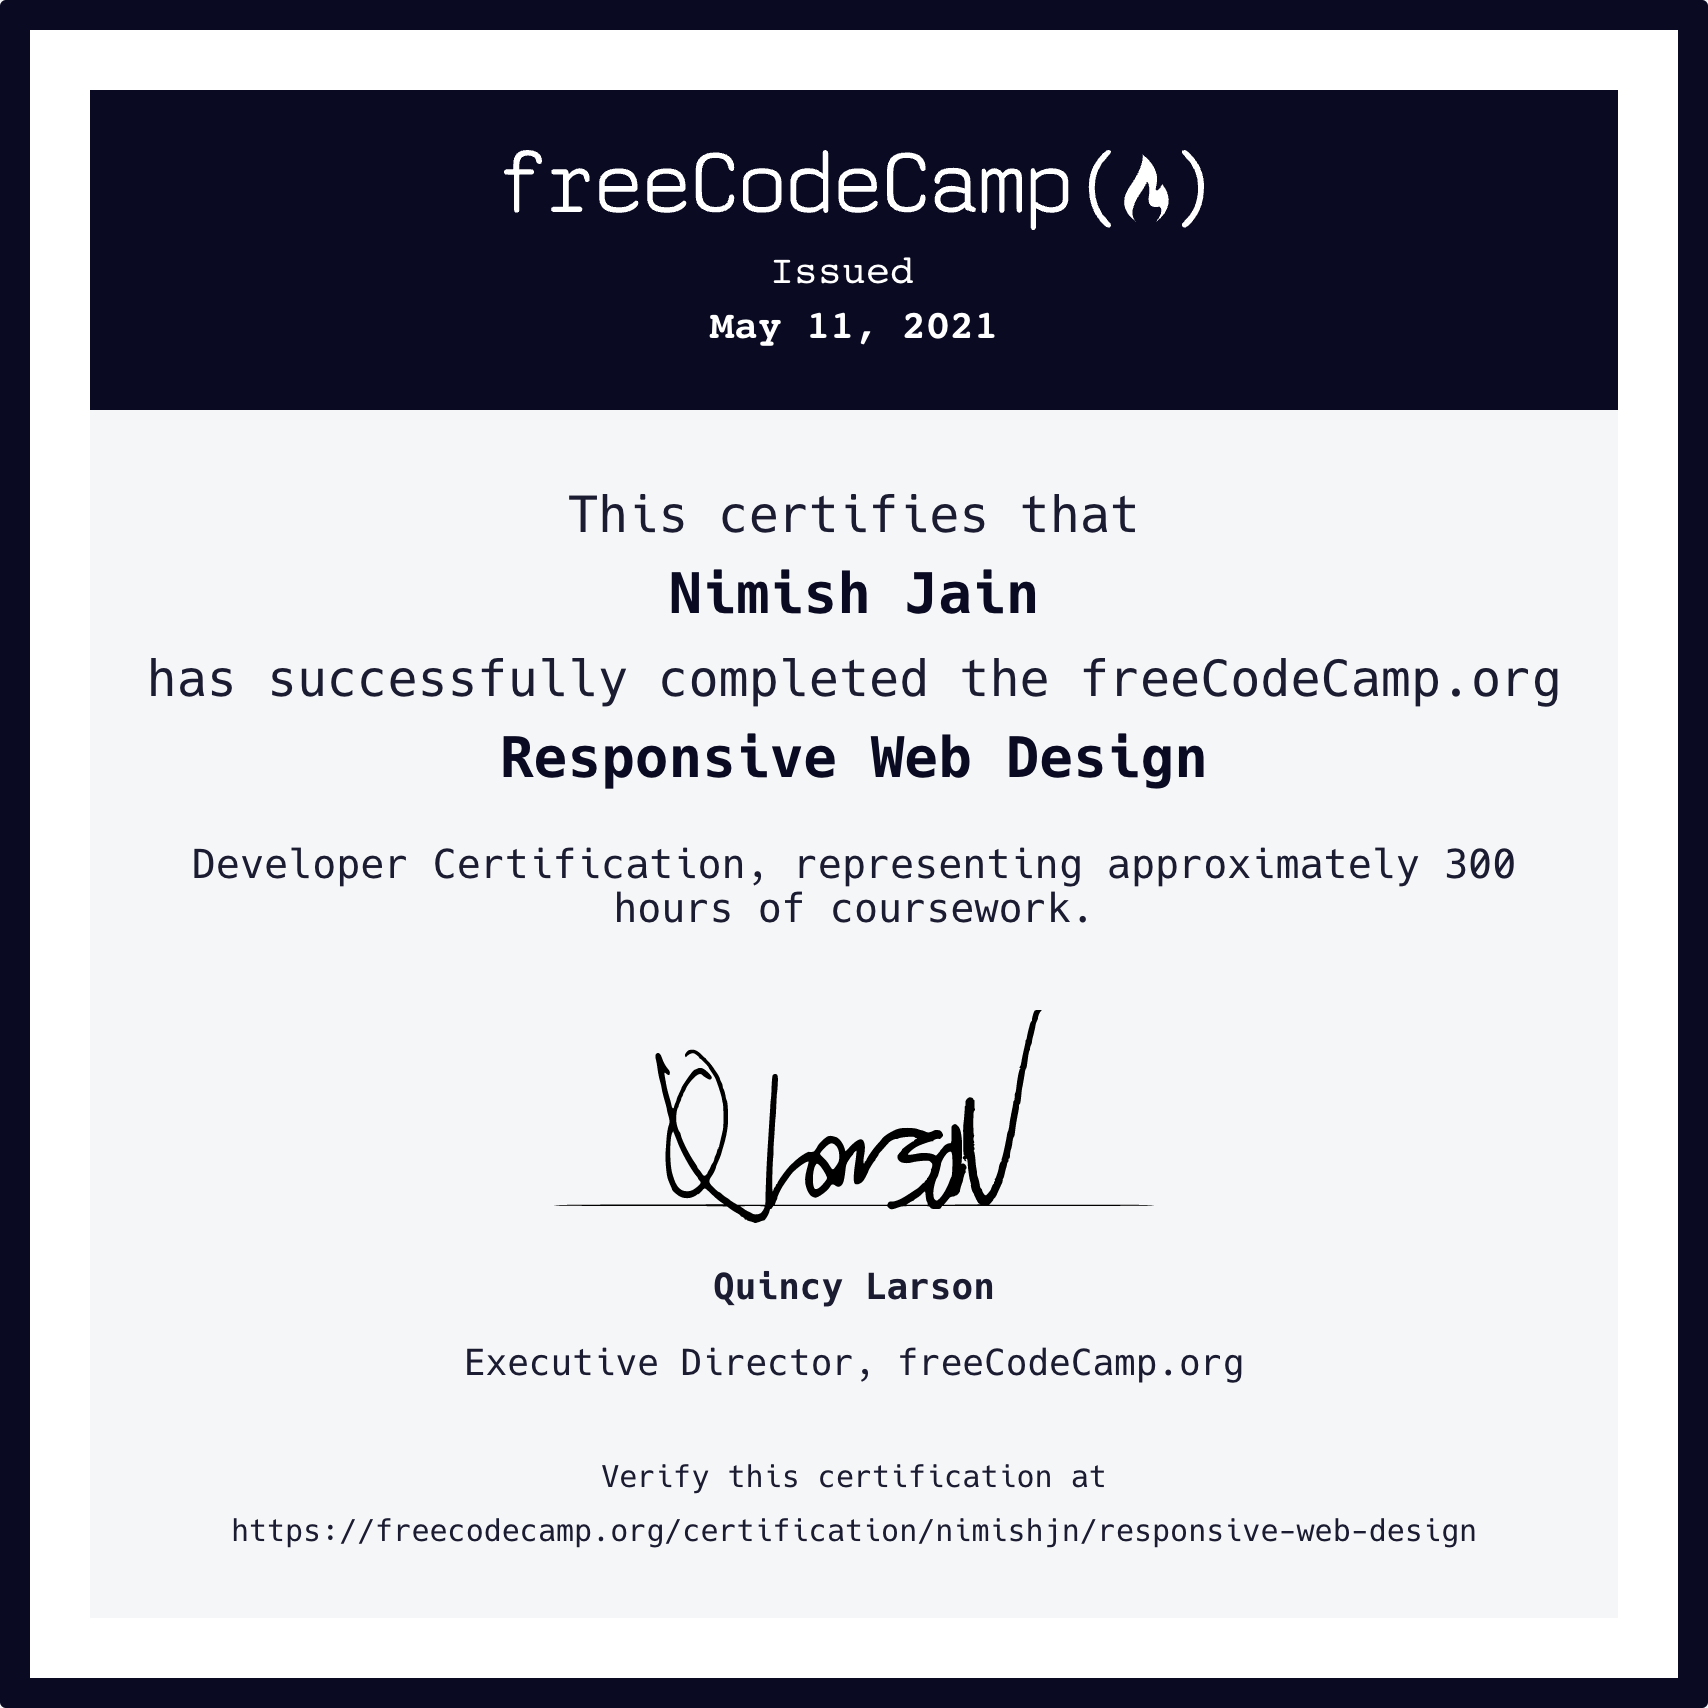 freeCodeCamp(🔥)
Issued
May 11, 2021
This certifies that
Nimish Jain
has successfully completed the freeCodeCamp.org
Responsive Web Design
Developer Certification, representing approximately 300
hours of coursework.
Q Larson
Quincy Larson
Executive Director, freeCodeCamp.org
Verify this certification at
https://freecodecamp.org/certification/nimishjn/responsive-web-design